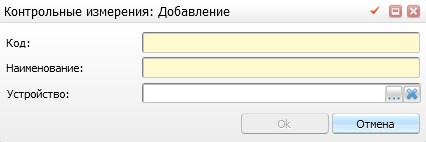 Контрольные измерения: Добавление
Код:
Наименование:
Устройство:
...
Ok Отмена